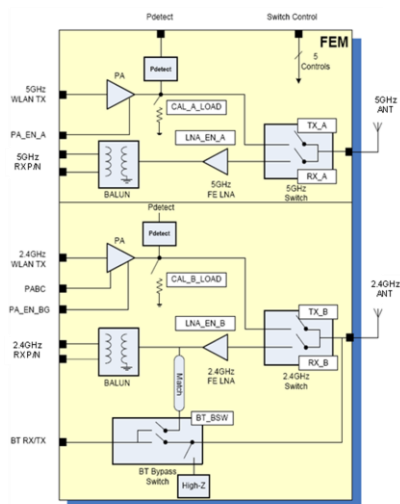 Pdetect
Switch Control
FEM
5
Controls
PA
Pdetect
5GHz
WLAN TX
5GHz
ANT
CAL_A_LOAD
TX_A
PA_EN_A
LNA_EN_A
5GHz
RX P/N
RX_A
BALUN
5GHz
FE LNA
5GHz
Switch
Pdetect
PA
Pdetect
2.4GHz
WLAN TX
2.4GHz
ANT
PABC
CAL_B_LOAD
TX_B
PA_EN_BG
LNA_EN_B
2.4GHz
RX P/N
RX_B
BALUN
2.4GHz
FE LNA
2.4GHz
Switch
Match
BT_BSW
BT RX/TX
BT Bypass
Switch
High-Z